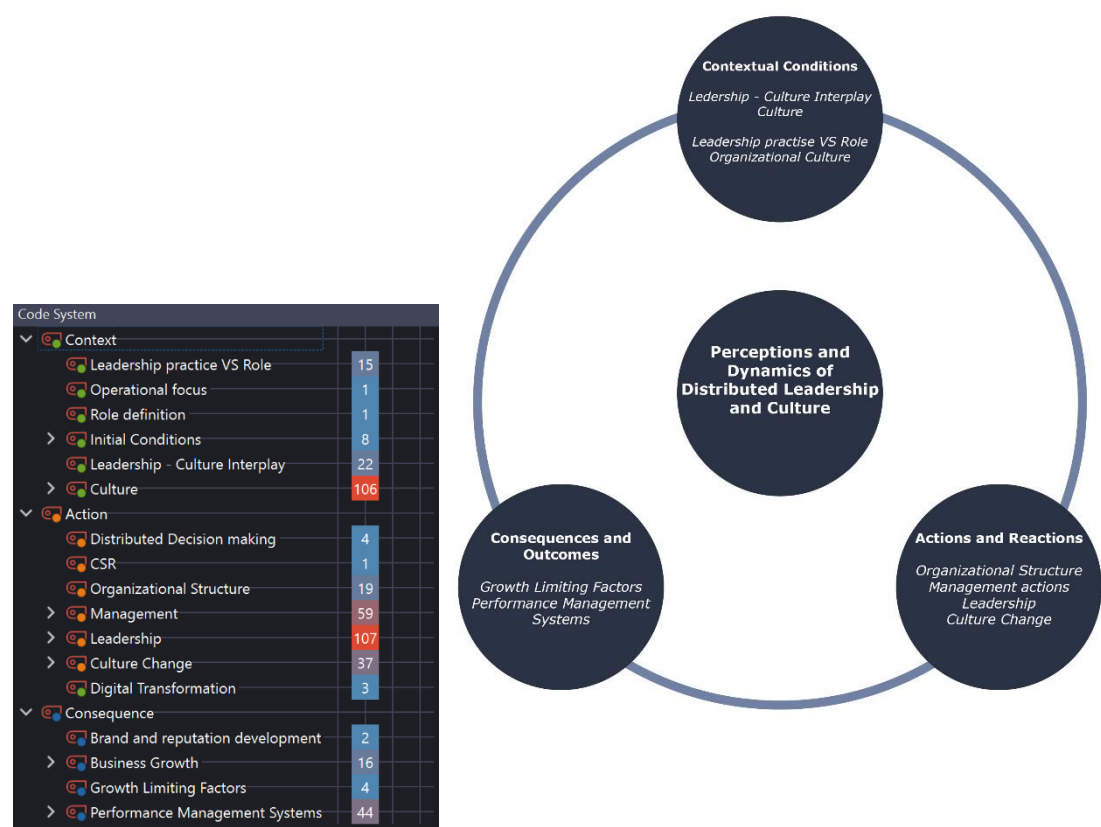 Code System
Context
Leadership practice VS Role 15
Operational focus 1
Role definition 1
Initial Conditions 8
Leadership - Culture Interplay 22
Culture 106
Action
Distributed Decision making 4
CSR 1
Organizational Structure 19
Management 59
Leadership 107
Culture Change 37
Digital Transformation 3
Consequence
Brand and reputation development 2
Business Growth 16
Growth Limiting Factors 4
Performance Management Systems 44
Contextual Conditions
Ledership - Culture Interplay
Culture
Leadership practise VS Role
Organizational Culture
Perceptions and
Dynamics of
Distributed Leadership
and Culture
Consequences and
Outcomes
Growth Limiting Factors
Performance Management
Systems
Actions and Reactions
Organizational Structure
Management actions
Leadership
Culture Change